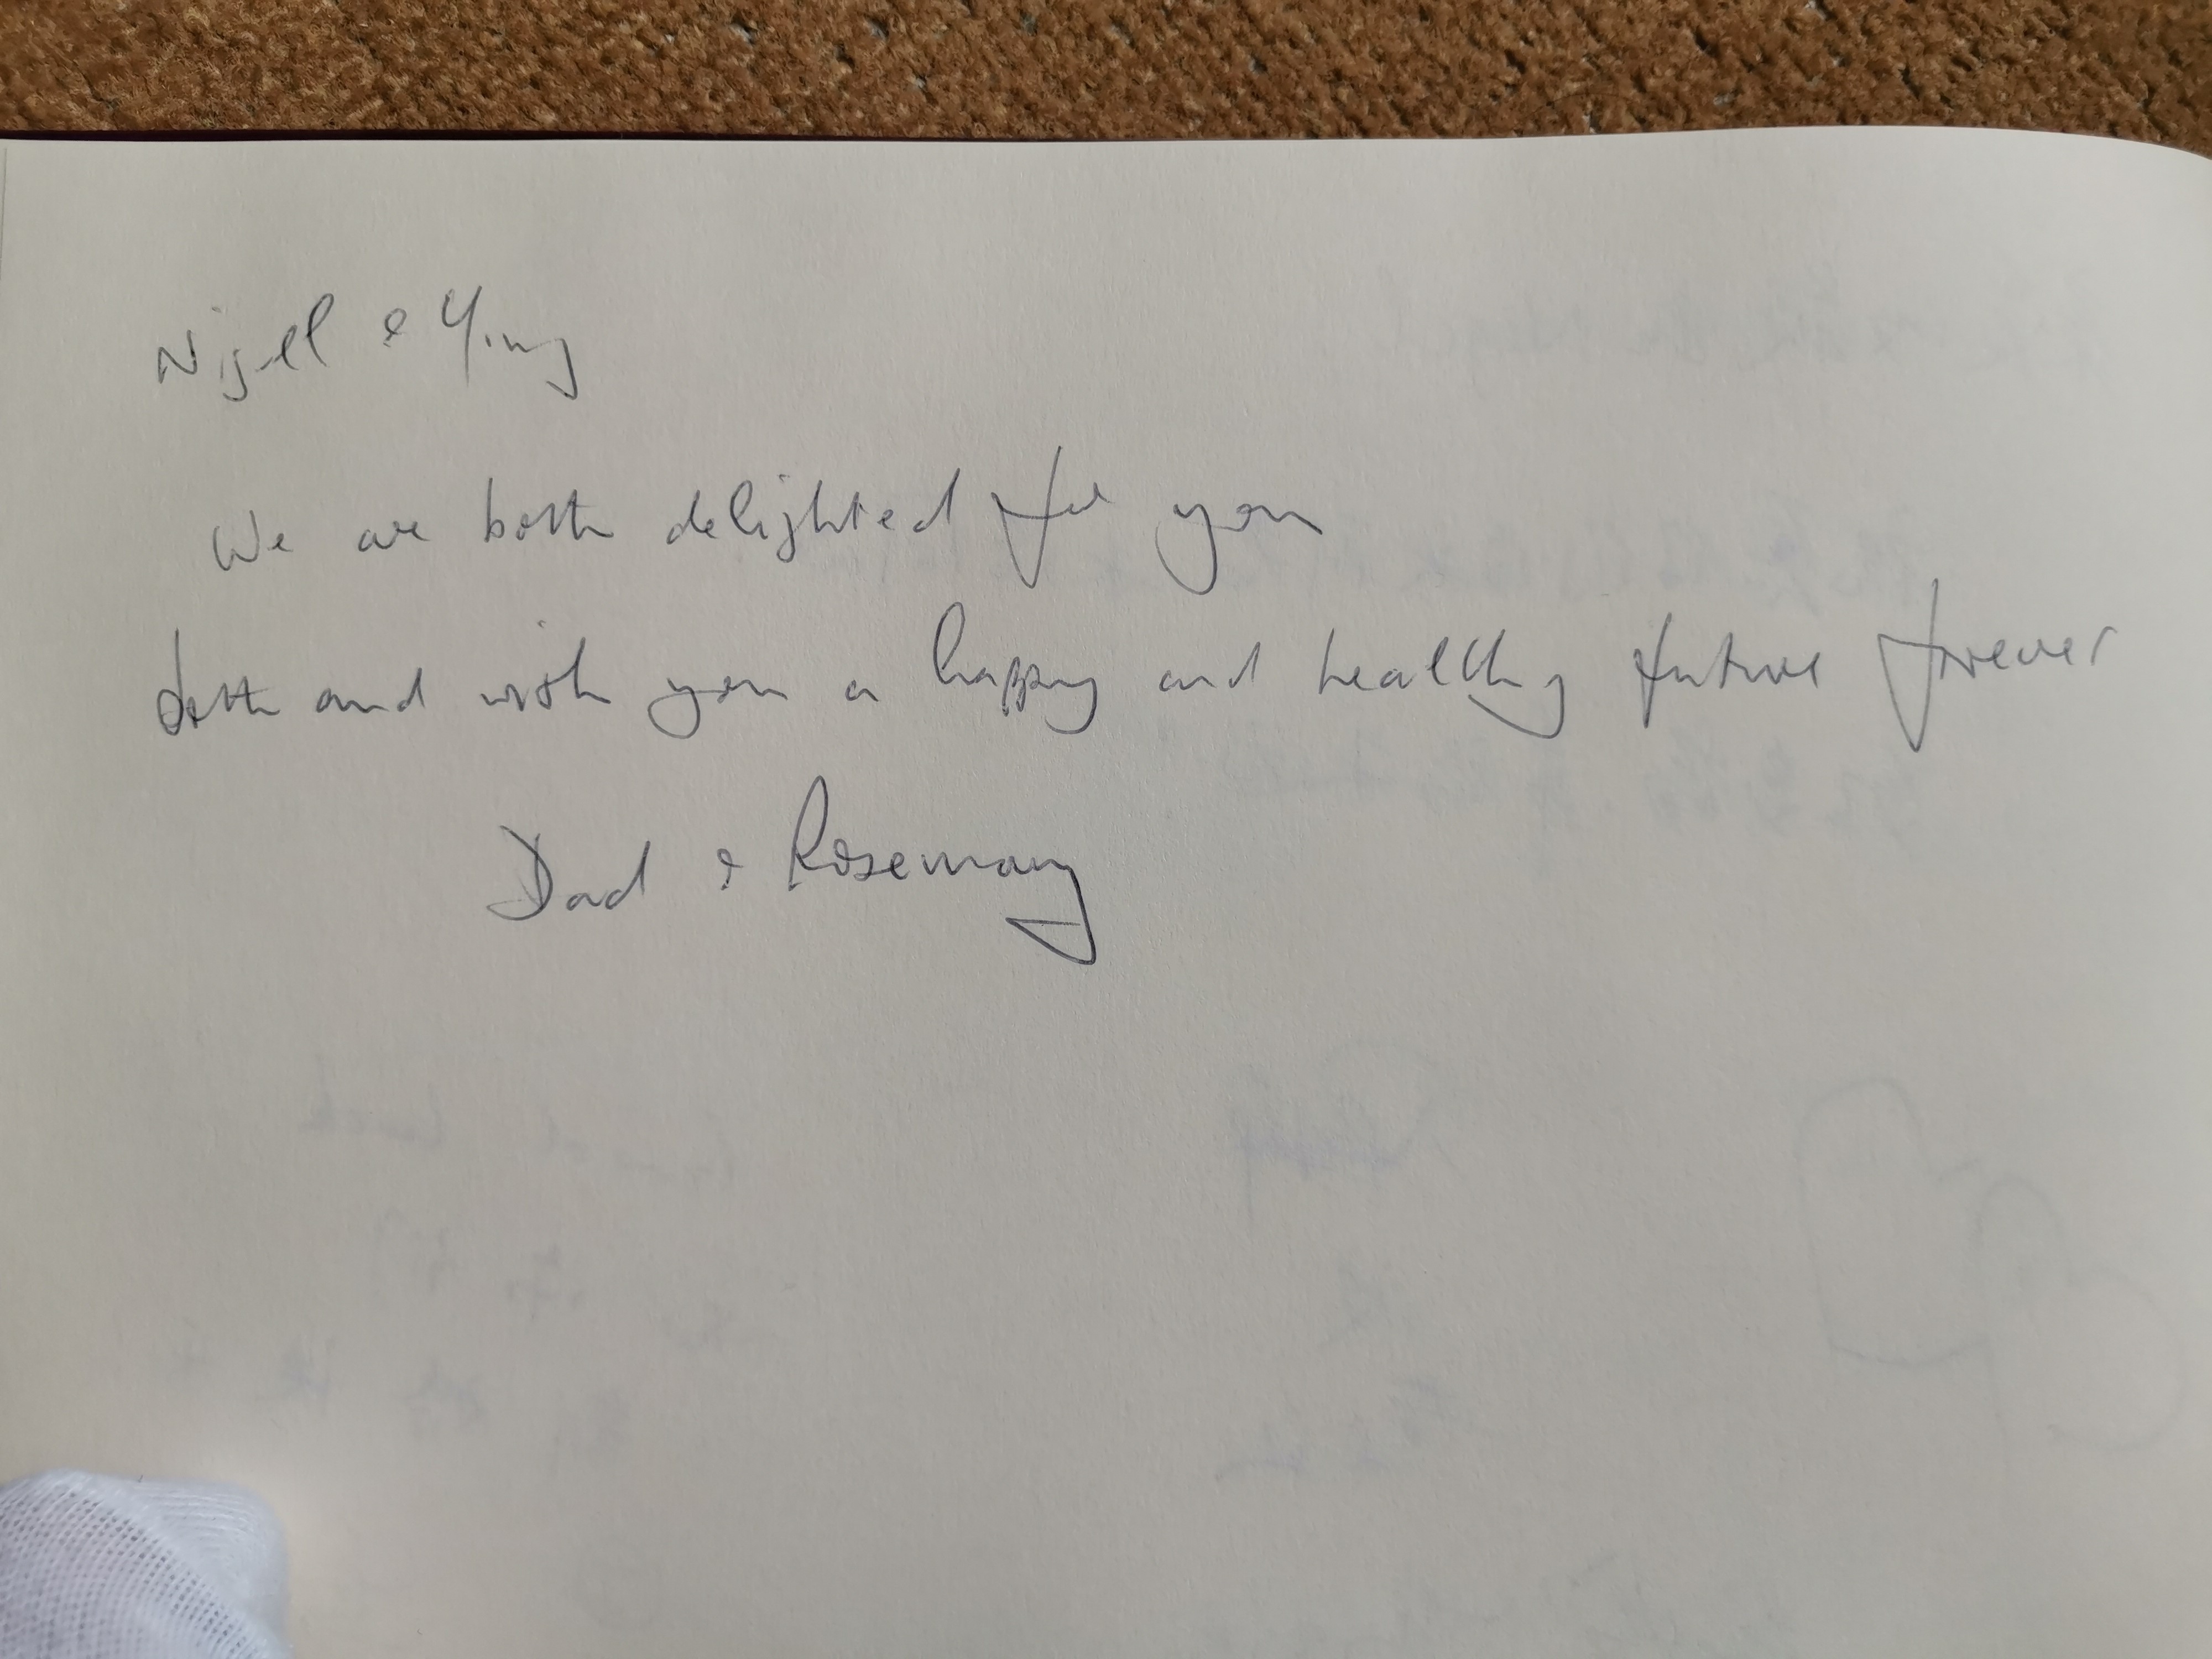 Nigel & Ying
We are both delighted for you
both and wish you a happy and healthy future forever
Dad & Rosemary